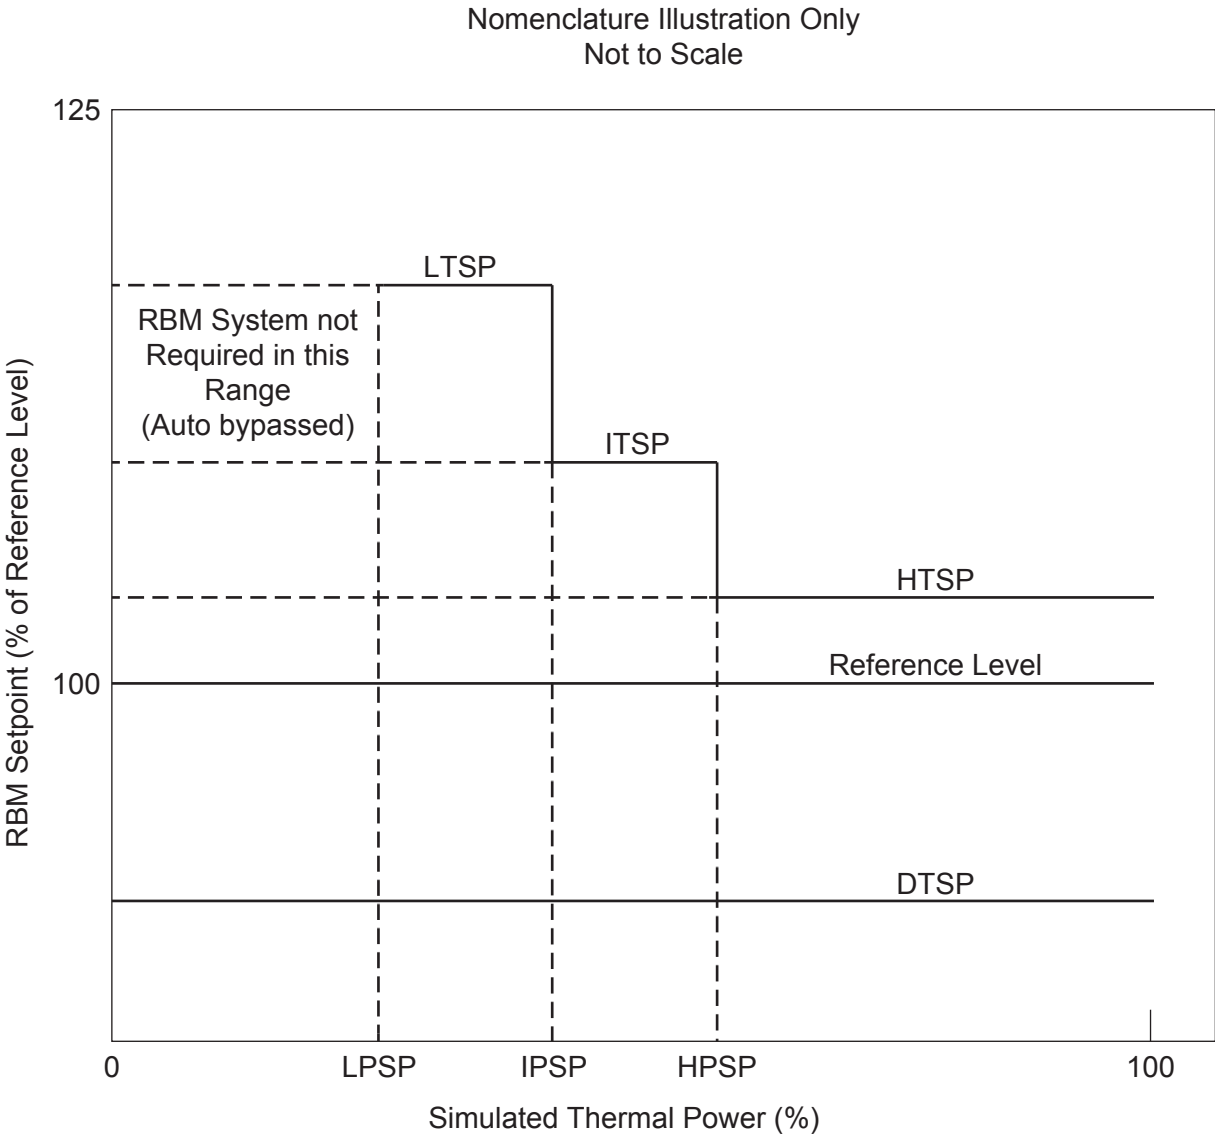 Nomenclature Illustration Only
Not to Scale
125
LTSP
RBM System not
Required in this
Range
(Auto bypassed)
ITSP
HTSP
Reference Level
100
DTSP
RBM Setpoint (% of Reference Level)
0
LPSP
IPSP
HPSP
100
Simulated Thermal Power (%)